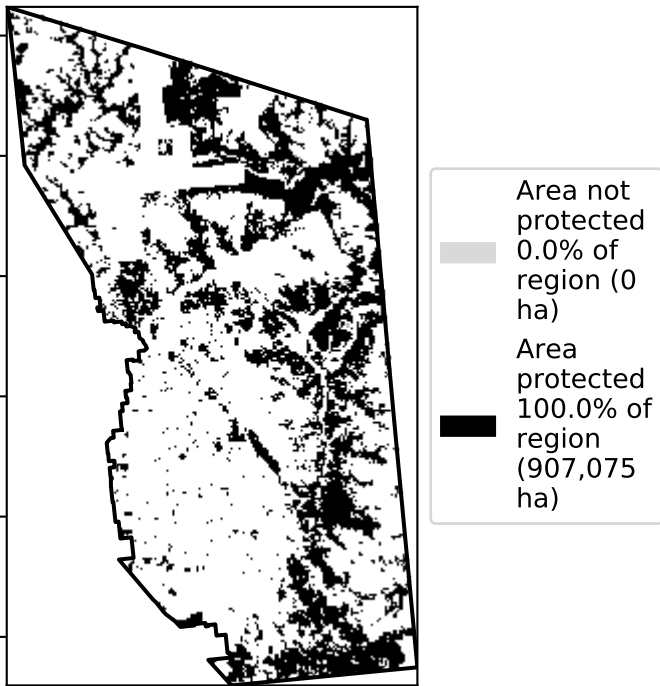 Area not
protected
0.0% of
region (0
ha)
Area
protected
100.0% of
region
(907,075
ha)